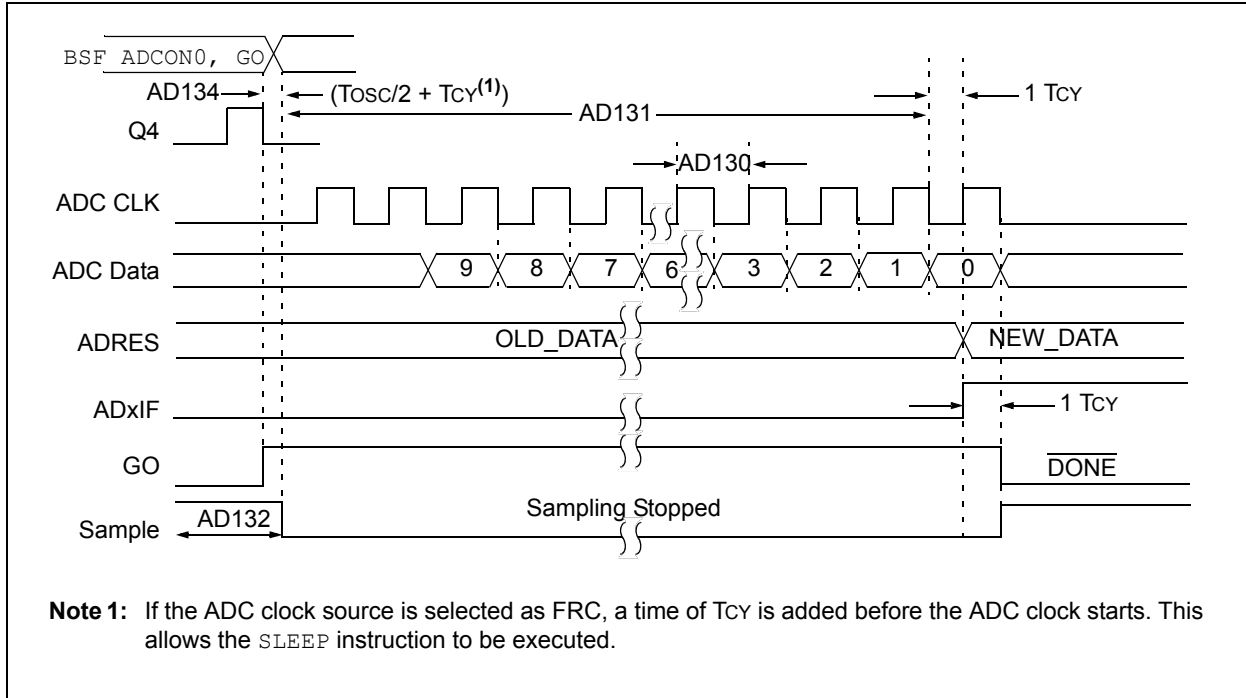 BSF ADCON0, GO
AD134 (TOSC/2 + TCY(1)) 1 TCY
AD131
Q4
AD130
ADC CLK
ADC Data 9 8 7 6 3 2 1 0
ADRES OLD_DATA NEW_DATA
ADxIF 1 TCY
GO DONE
Sample AD132 Sampling Stopped
Note 1: If the ADC clock source is selected as FRC, a time of TCY is added before the ADC clock starts. This
allows the SLEEP instruction to be executed.